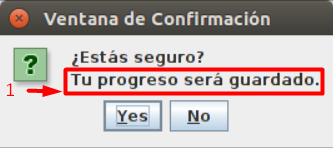 Ventana de Confirmación
¿Estás seguro?
Tu progreso será guardado.
1
Yes No